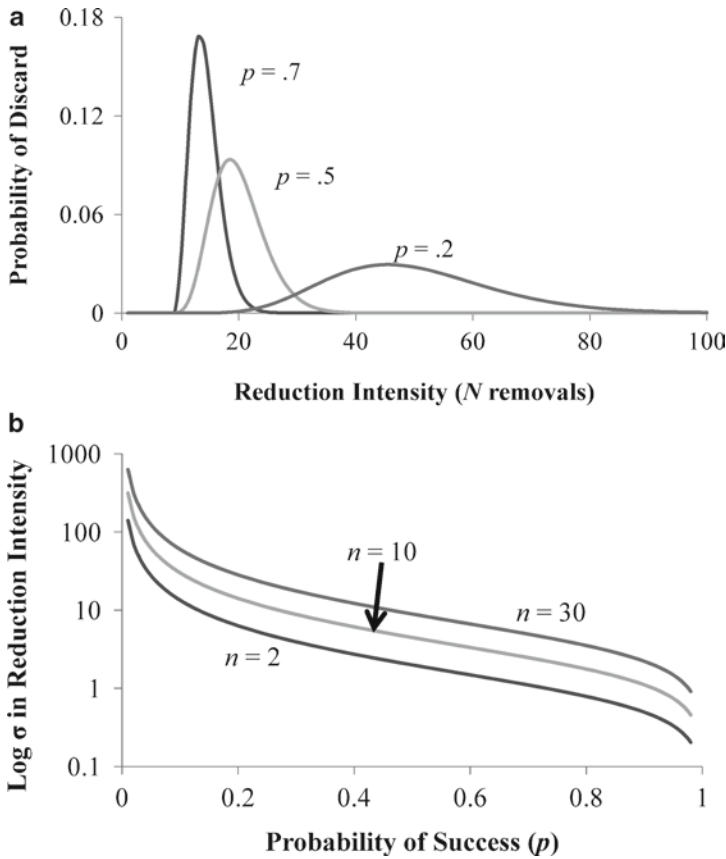 a
0.18
0.12
0.06
0
Probability of Discard
p = .7
p = .5
p = .2
0 20 40 60 80 100
Reduction Intensity (N removals)
b
1000
100
10
1
0.1
Log σ in Reduction Intensity
n = 10
n = 30
n = 2
0 0.2 0.4 0.6 0.8 1
Probability of Success (p)